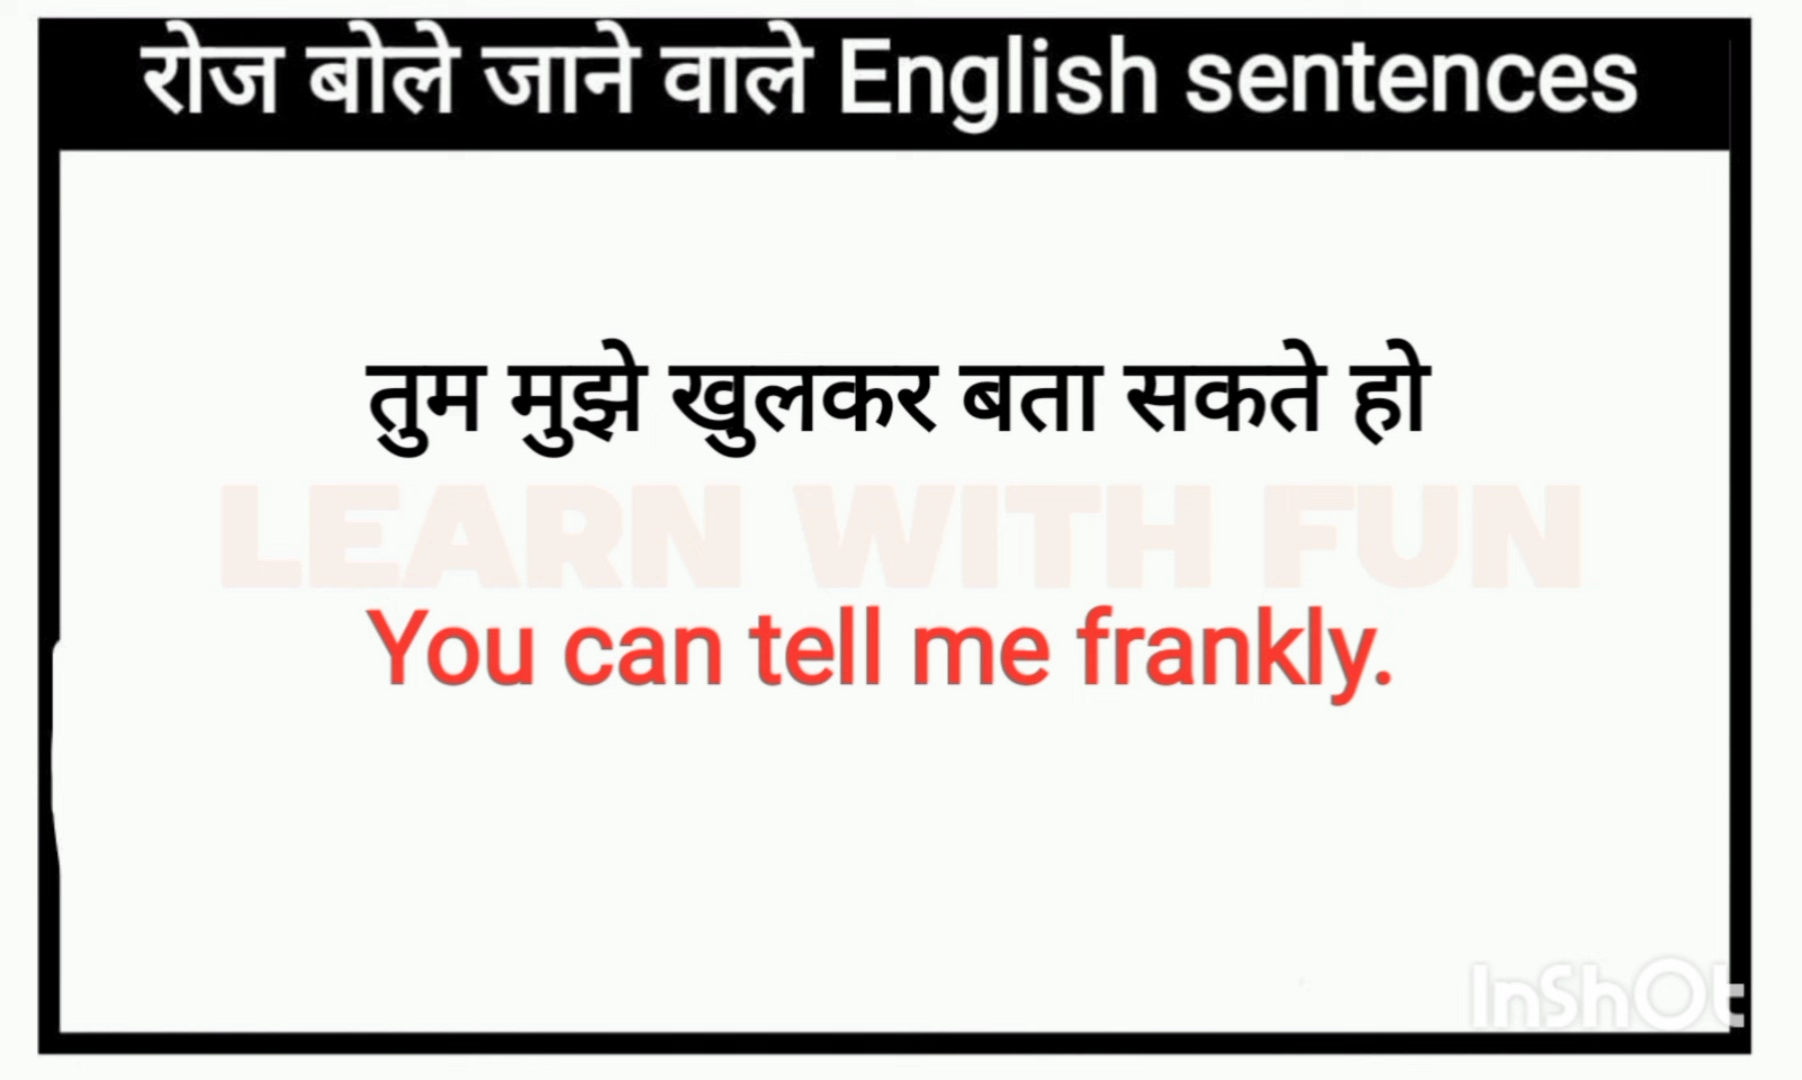 रोज बोले जाने वाले English sentences
तुम मुझे खुलकर बता सकते हो
LEARN WITH FUN
You can tell me frankly.
InShOt